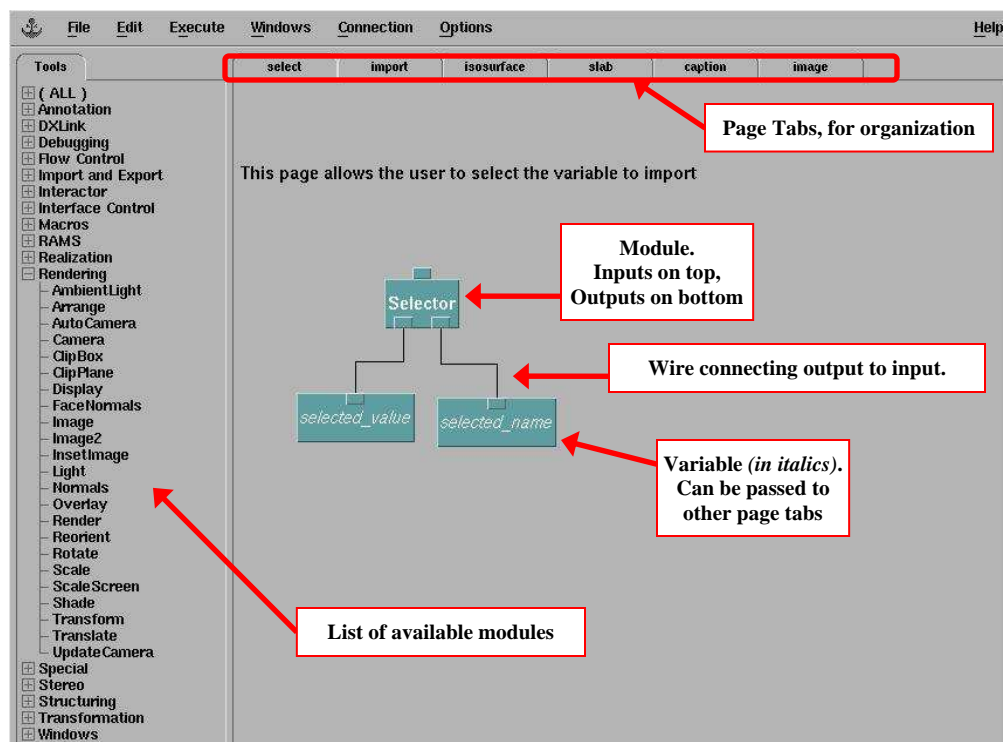 File Edit Execute Windows Connection Options Help
Tools
select import isosurface slab caption image
( ALL )
Annotation
DXLink
Debugging
Flow Control
Import and Export
Interactor
Interface Control
Macros
RAMS
Realization
Rendering
AmbientLight
Arrange
AutoCamera
Camera
ClipBox
ClipPlane
Display
FaceNormals
Image
Image2
InsetImage
Light
Normals
Overlay
Render
Reorient
Rotate
Scale
ScaleScreen
Shade
Transform
Translate
UpdateCamera
Special
Stereo
Structuring
Transformation
Windows
Page Tabs, for organization
This page allows the user to select the variable to import
Module.
Inputs on top,
Outputs on bottom
Selector
Wire connecting output to input.
selected_value
selected_name
Variable (in italics).
Can be passed to
other page tabs
List of available modules